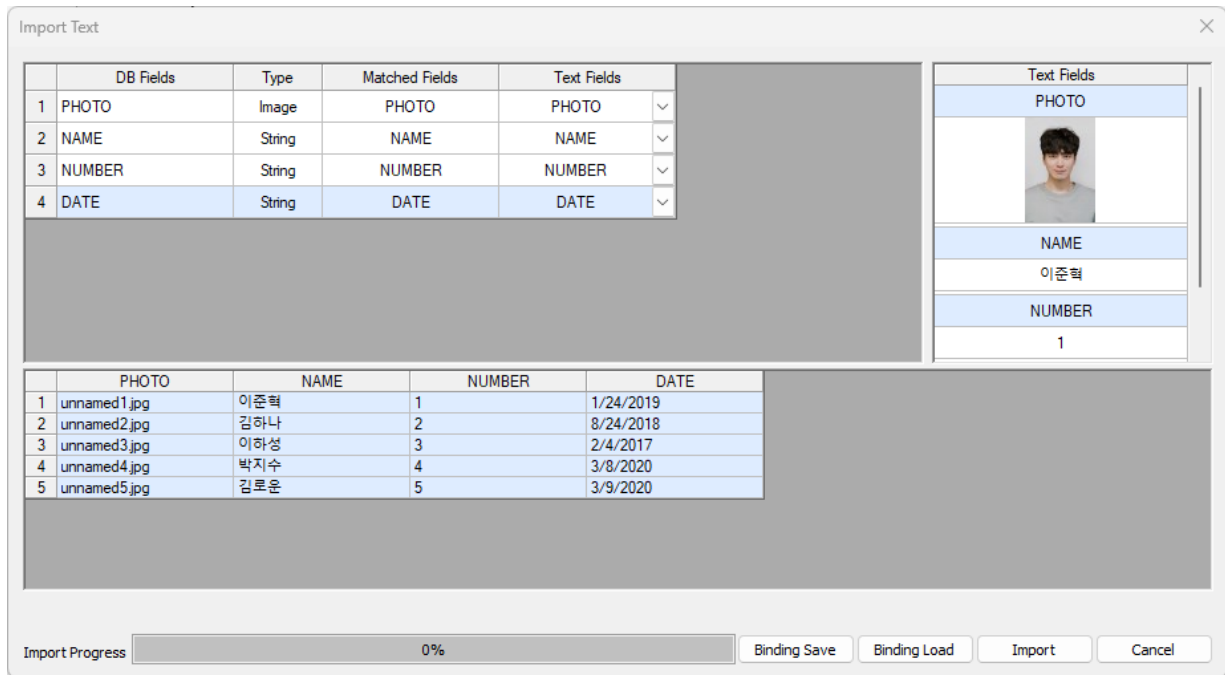 Import Text
DB Fields Type Matched Fields Text Fields
1 PHOTO Image PHOTO PHOTO
2 NAME String NAME NAME
3 NUMBER String NUMBER NUMBER
4 DATE String DATE DATE
Text Fields
PHOTO
NAME
이준혁
NUMBER
1
PHOTO NAME NUMBER DATE
1 unnamed1.jpg 이준혁 1 1/24/2019
2 unnamed2.jpg 김하나 2 8/24/2018
3 unnamed3.jpg 이하성 3 2/4/2017
4 unnamed4.jpg 박지수 4 3/8/2020
5 unnamed5.jpg 김로운 5 3/9/2020
Import Progress 0% Binding Save Binding Load Import Cancel